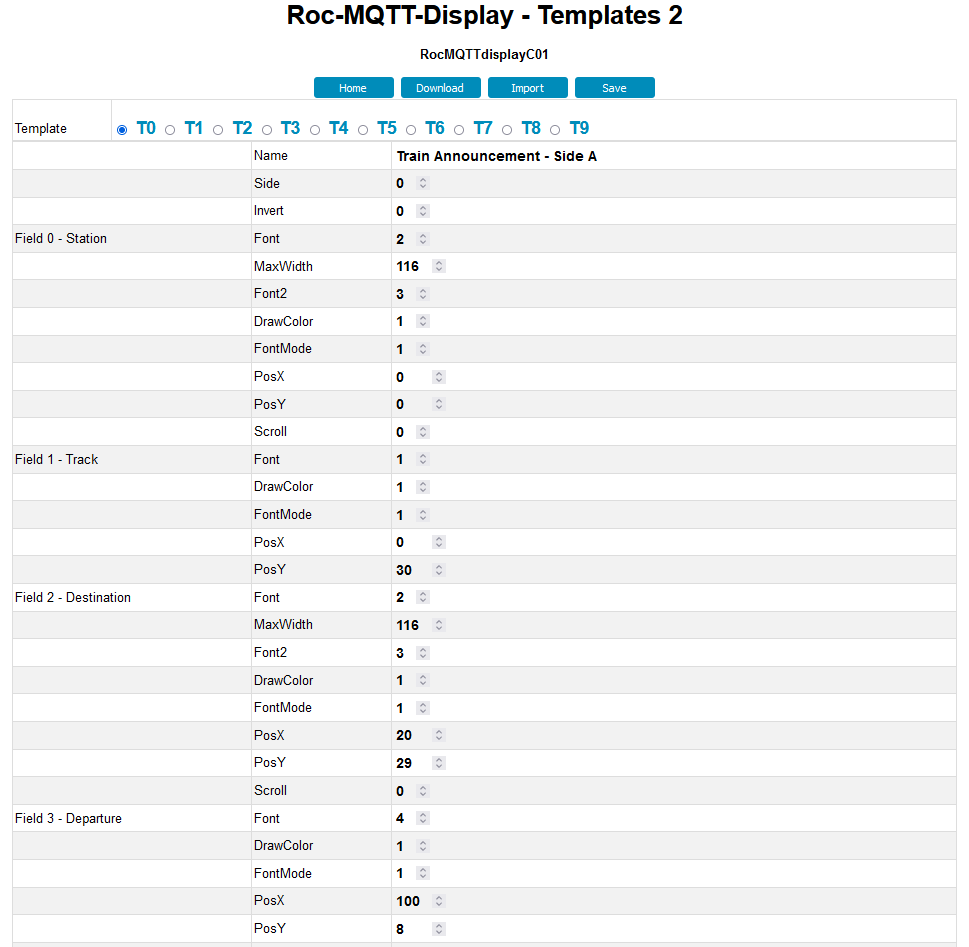 Roc-MQTT-Display - Templates 2
RocMQTTdisplayC01
Home Download Import Save
Template T0 T1 T2 T3 T4 T5 T6 T7 T8 T9
Name Train Announcement - Side A
Side 0
Invert 0
Field 0 - Station Font 2
MaxWidth 116
Font2 3
DrawColor 1
FontMode 1
PosX 0
PosY 0
Scroll 0
Field 1 - Track Font 1
DrawColor 1
FontMode 1
PosX 0
PosY 30
Field 2 - Destination Font 2
MaxWidth 116
Font2 3
DrawColor 1
FontMode 1
PosX 20
PosY 29
Scroll 0
Field 3 - Departure Font 4
DrawColor 1
FontMode 1
PosX 100
PosY 8